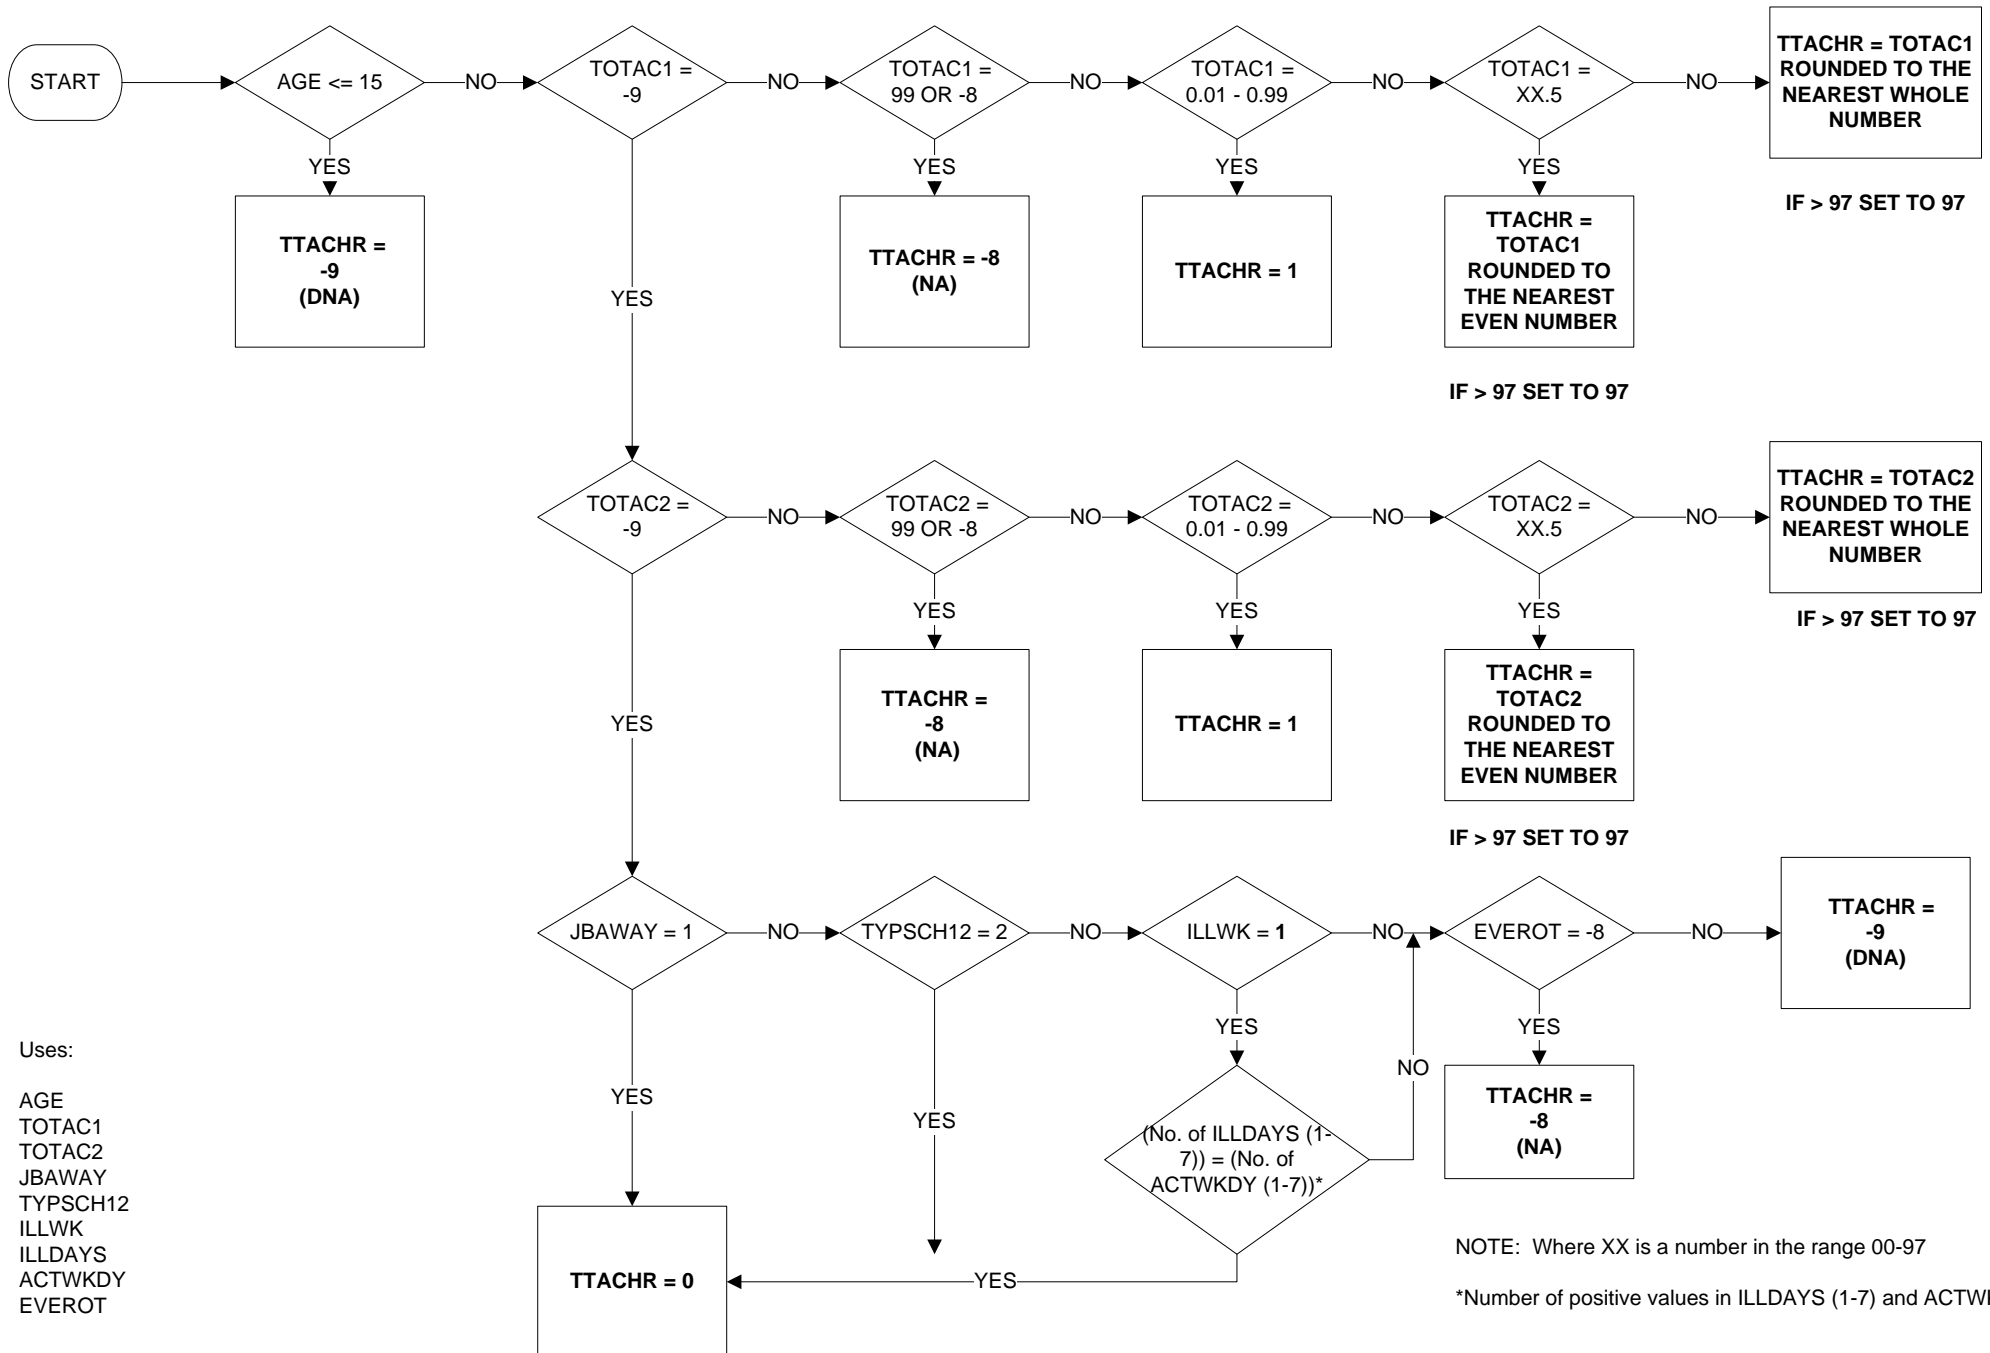 START
AGE <= 15
NO
TOTAC1 =
-9
NO
TOTAC1 =
99 OR -8
NO
TOTAC1 =
0.01 - 0.99
NO
TOTAC1 =
XX.5
NO
TTACHR = TOTAC1
ROUNDED TO THE
NEAREST WHOLE
NUMBER
IF > 97 SET TO 97
YES
TTACHR =
-9
(DNA)
YES
YES
TTACHR = -8
(NA)
YES
TTACHR = 1
YES
TTACHR =
TOTAC1
ROUNDED TO
THE NEAREST
EVEN NUMBER
IF > 97 SET TO 97
TOTAC2 =
-9
NO
TOTAC2 =
99 OR -8
NO
TOTAC2 =
0.01 - 0.99
NO
TOTAC2 =
XX.5
NO
TTACHR = TOTAC2
ROUNDED TO THE
NEAREST WHOLE
NUMBER
IF > 97 SET TO 97
YES
YES
TTACHR =
-8
(NA)
YES
TTACHR = 1
YES
TTACHR =
TOTAC2
ROUNDED TO
THE NEAREST
EVEN NUMBER
IF > 97 SET TO 97
JBAWAY = 1
NO
TYPSCH12 = 2
NO
ILLWK = 1
NO
EVEROT = -8
NO
TTACHR =
-9
(DNA)
YES
YES
YES
(No. of ILLDAYS (1-
7)) = (No. of
ACTWKDY (1-7))*
NO
YES
TTACHR =
-8
(NA)
YES
TTACHR = 0
Uses:
AGE
TOTAC1
TOTAC2
JBAWAY
TYPSCH12
ILLWK
ILLDAYS
ACTWKDY
EVEROT
NOTE: Where XX is a number in the range 00-97
*Number of positive values in ILLDAYS (1-7) and